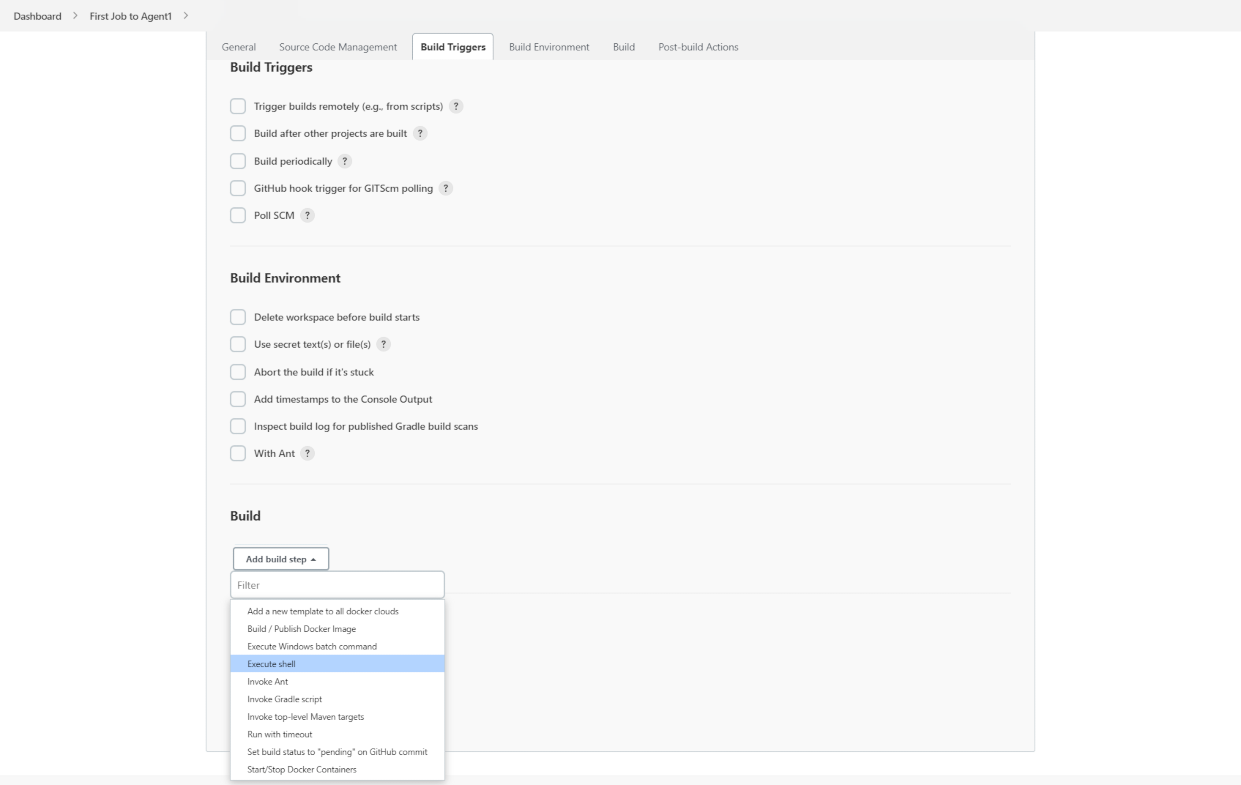 Dashboard > First Job to Agent1 >
General Source Code Management Build Triggers Build Environment Build Post-build Actions
Build Triggers
Trigger builds remotely (e.g., from scripts) ?
Build after other projects are built ?
Build periodically ?
GitHub hook trigger for GITScm polling ?
Poll SCM ?
Build Environment
Delete workspace before build starts
Use secret text(s) or file(s) ?
Abort the build if it's stuck
Add timestamps to the Console Output
Inspect build log for published Gradle build scans
With Ant ?
Build
Add build step
Filter
Add a new template to all docker clouds
Build / Publish Docker Image
Execute Windows batch command
Execute shell
Invoke Ant
Invoke Gradle script
Invoke top-level Maven targets
Run with timeout
Set build status to "pending" on GitHub commit
Start/Stop Docker Containers